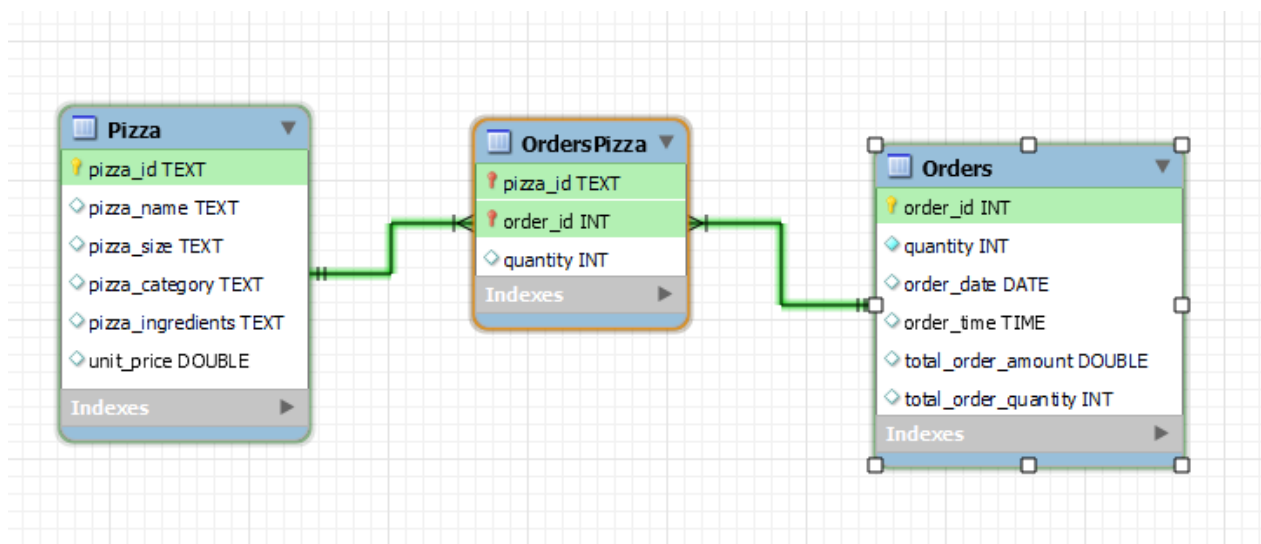 Pizza
pizza_id TEXT
pizza_name TEXT
pizza_size TEXT
pizza_category TEXT
pizza_ingredients TEXT
unit_price DOUBLE
Indexes
OrdersPizza
pizza_id TEXT
order_id INT
quantity INT
Indexes
Orders
order_id INT
quantity INT
order_date DATE
order_time TIME
total_order_amount DOUBLE
total_order_quantity INT
Indexes